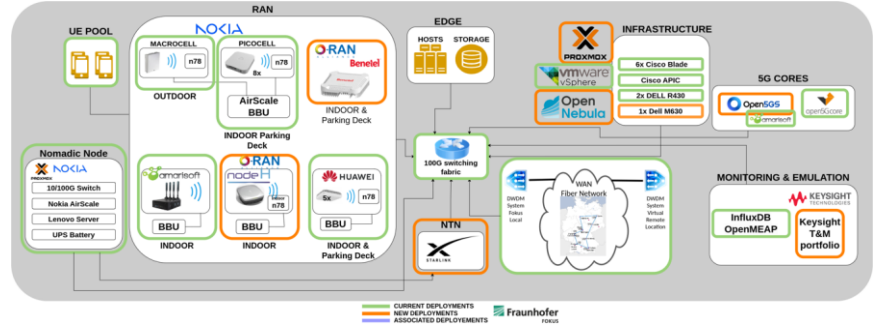 RAN
NOKIA
UE POOL
MACROCELL
n78
OUTDOOR
PICOCELL
8x
n78
AirScale
BBU
INDOOR Parking
Deck
O-RAN
Benetel
INDOOR &
Parking Deck
EDGE
HOSTS
STORAGE
INFRASTRUCTURE
PROXMOX
vmware
vSphere
Open
Nebula
6x Cisco Blade
Cisco APIC
2x DELL R430
1x Dell M630
5G CORES
Open5GS
amarisoft
open5Gcore
Nomadic Node
PROXMOX
NOKIA
10/100G Switch
Nokia AirScale
Lenovo Server
UPS Battery
amarisoft
BBU
INDOOR
O-RAN
node-H
n78
BBU
INDOOR
HUAWEI
5x
n78
BBU
INDOOR &
Parking Deck
100G switching
fabric
NTN
STARLINK
WAN
Fiber Network
DWDM
System
Fokus
Local
DWDM
System
Virtual
Remote
Location
MONITORING & EMULATION
KEYSIGHT
TECHNOLOGIES
InfluxDB
OpenMEAP
Keysight
T&M
portfolio
CURRENT DEPLOYMENTS
NEW DEPLOYMENTS
ASSOCIATED DEPLOYEMENTS
Fraunhofer
FOKUS